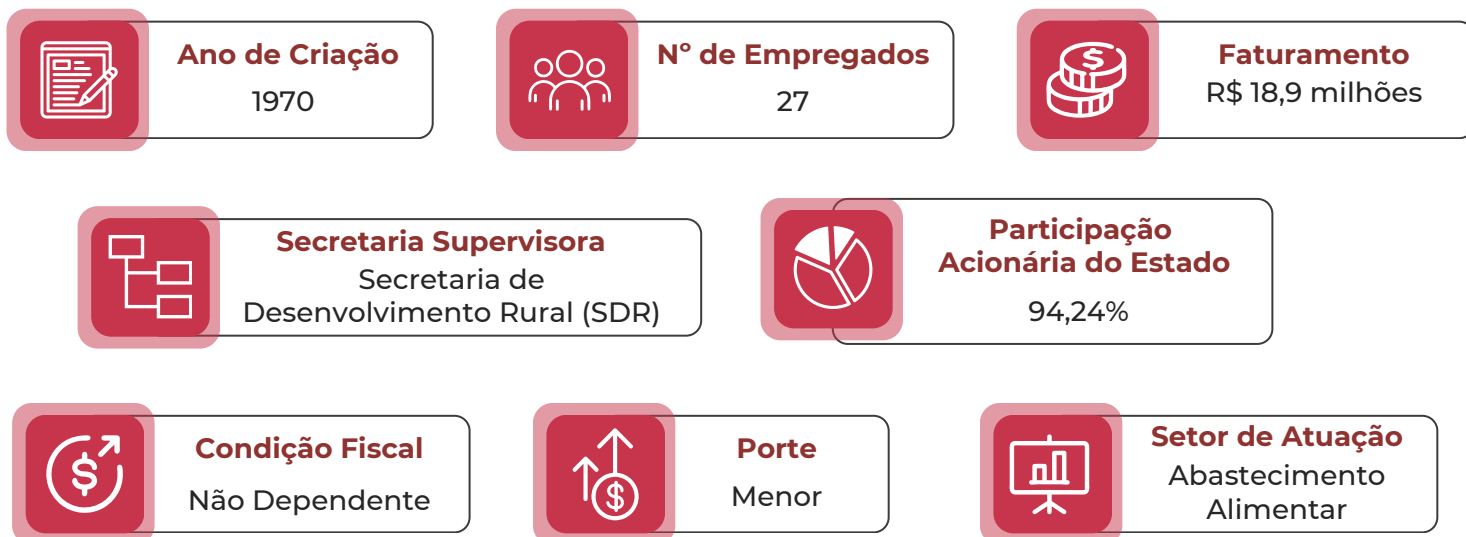 Ano de Criação
1970
Nº de Empregados
27
Faturamento
R$ 18,9 milhões
Secretaria Supervisora
Secretaria de
Desenvolvimento Rural (SDR)
Participação
Acionária do Estado
94,24%
Condição Fiscal
Não Dependente
Porte
Menor
Setor de Atuação
Abastecimento
Alimentar